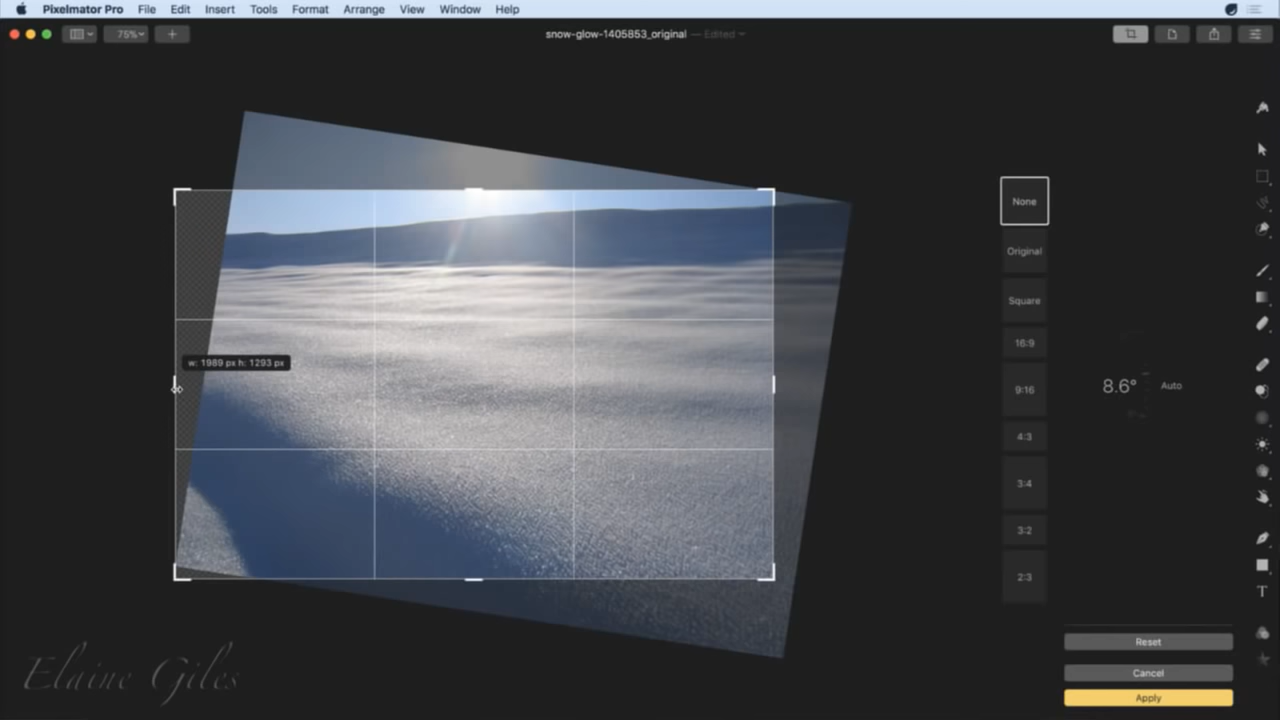 Pixelmator Pro File Edit Insert Tools Format Arrange View Window Help
75% snow-glow-1405853_original — Edited
None
Original
Square
16:9
w: 1989 px h: 1293 px
9:16 8.6° Auto
4:3
3:4
3:2
2:3
Reset
Cancel
Apply
Elaine Giles